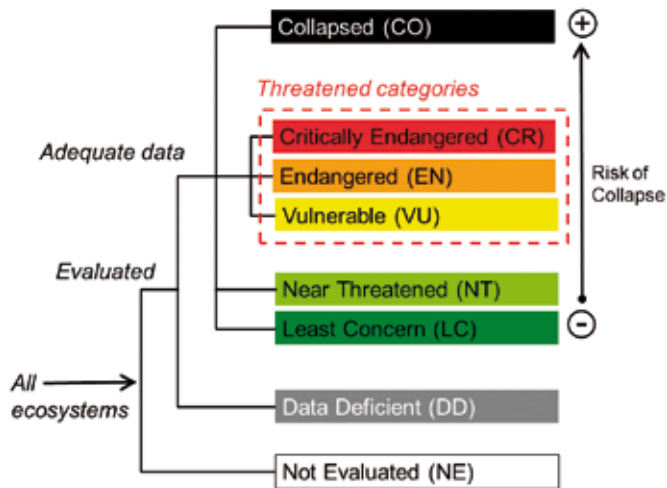 Collapsed (CO)
+
Threatened categories
Critically Endangered (CR)
Adequate data
Endangered (EN)
Risk of
Collapse
Vulnerable (VU)
Evaluated
Near Threatened (NT)
Least Concern (LC)
-
All
ecosystems
Data Deficient (DD)
Not Evaluated (NE)